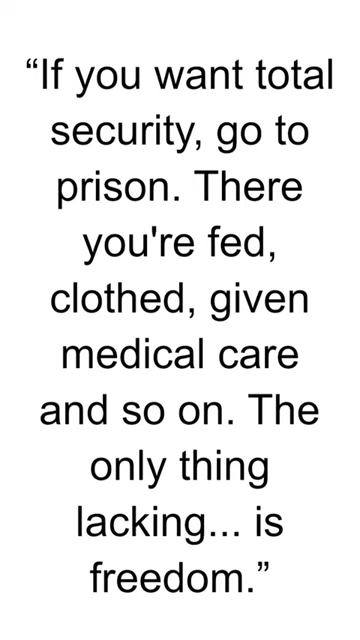 “If you want total
security, go to
prison. There
you're fed,
clothed, given
medical care
and so on. The
only thing
lacking... is
freedom.”